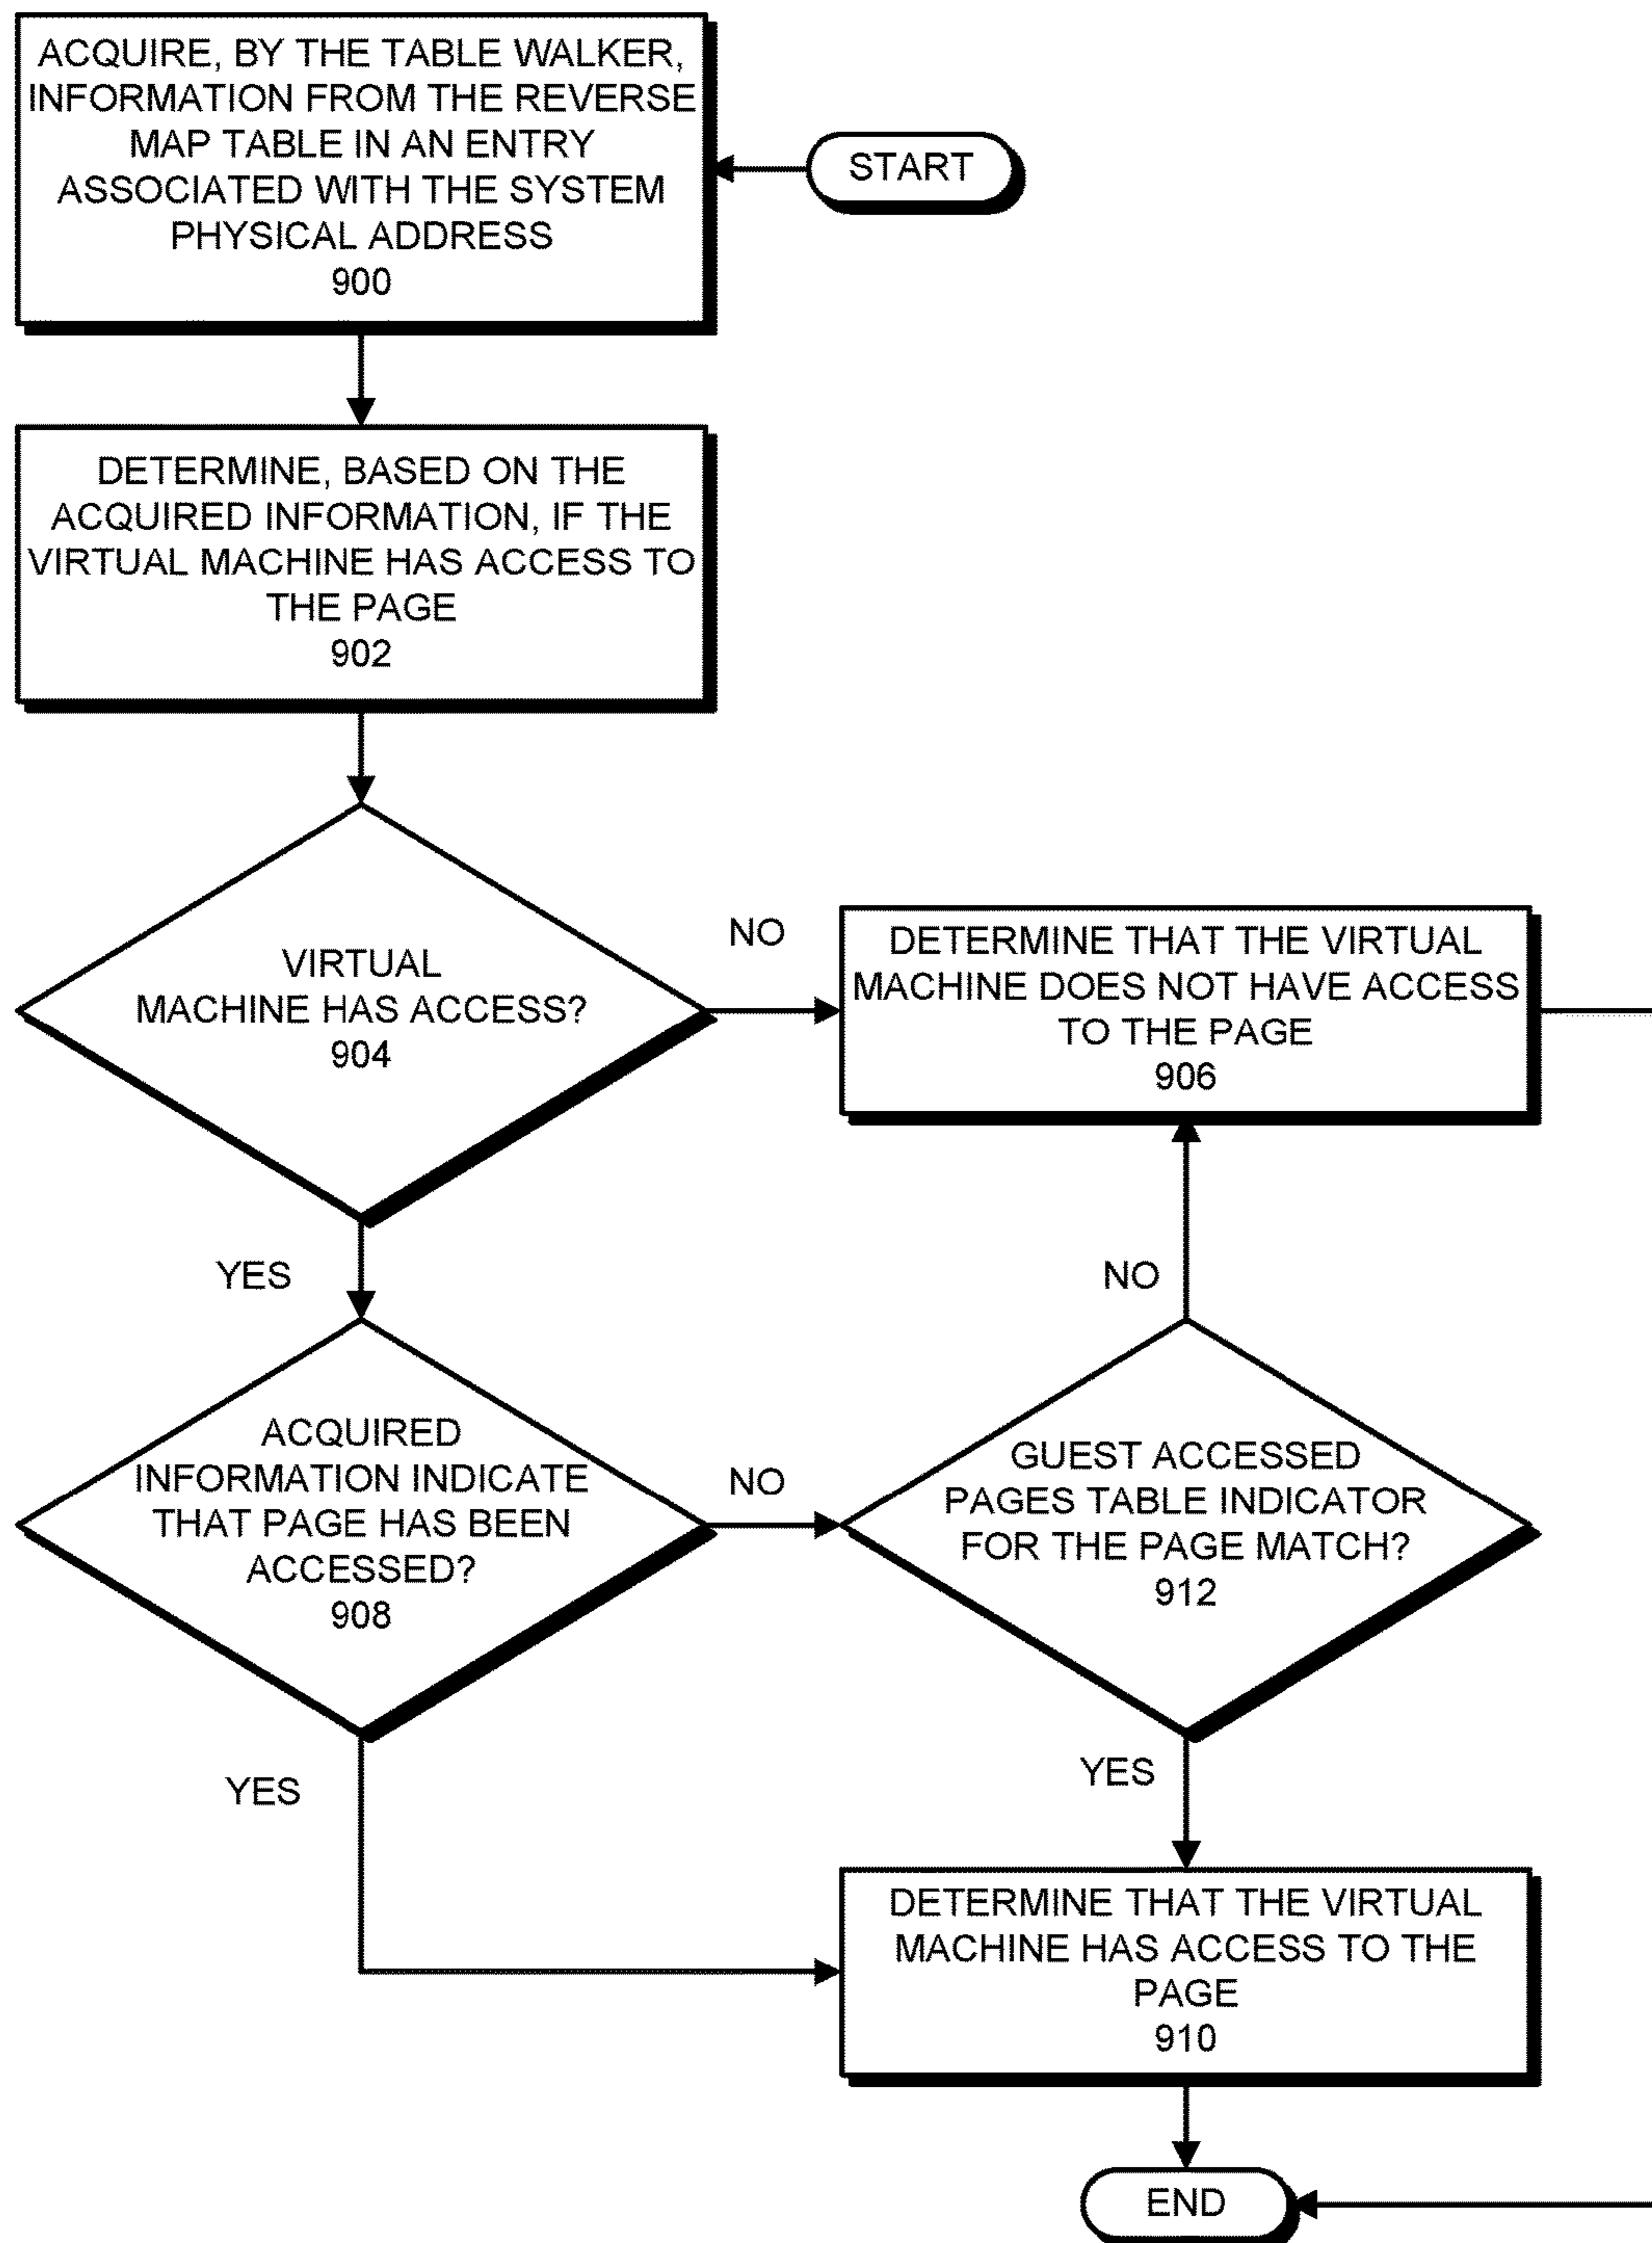 ACQUIRE, BY THE TABLE WALKER,
INFORMATION FROM THE REVERSE
MAP TABLE IN AN ENTRY
ASSOCIATED WITH THE SYSTEM
PHYSICAL ADDRESS
900
START
DETERMINE, BASED ON THE
ACQUIRED INFORMATION, IF THE
VIRTUAL MACHINE HAS ACCESS TO
THE PAGE
902
VIRTUAL
MACHINE HAS ACCESS?
904
NO
DETERMINE THAT THE VIRTUAL
MACHINE DOES NOT HAVE ACCESS
TO THE PAGE
906
YES
NO
ACQUIRED
INFORMATION INDICATE
THAT PAGE HAS BEEN
ACCESSED?
908
NO
GUEST ACCESSED
PAGES TABLE INDICATOR
FOR THE PAGE MATCH?
912
YES
YES
DETERMINE THAT THE VIRTUAL
MACHINE HAS ACCESS TO THE
PAGE
910
END